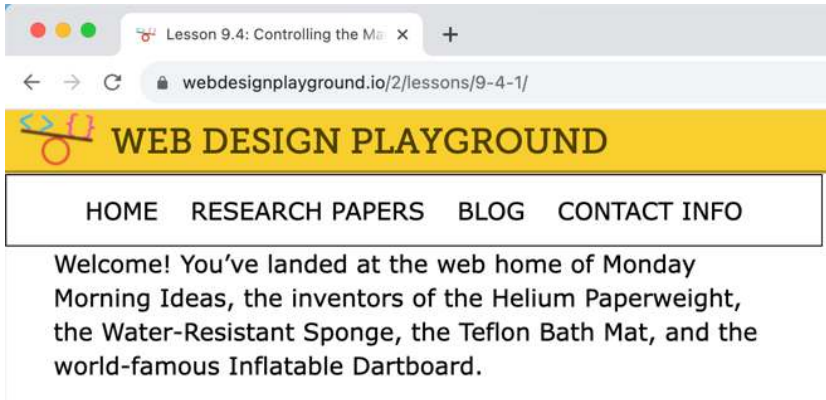 Lesson 9.4: Controlling the Ma
webdesignplayground.io/2/lessons/9-4-1/
<> {} WEB DESIGN PLAYGROUND
HOME RESEARCH PAPERS BLOG CONTACT INFO
Welcome! You’ve landed at the web home of Monday
Morning Ideas, the inventors of the Helium Paperweight,
the Water-Resistant Sponge, the Teflon Bath Mat, and the
world-famous Inflatable Dartboard.